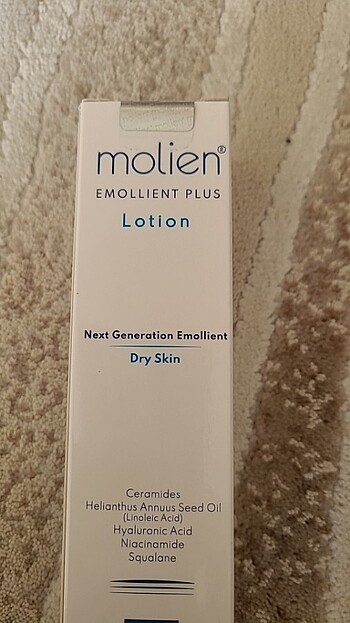 molien®
EMOLLIENT PLUS
Lotion
Next Generation Emollient
Dry Skin
Ceramides
Helianthus Annuus Seed Oil
(Linoleic Acid)
Hyaluronic Acid
Niacinamide
Squalane